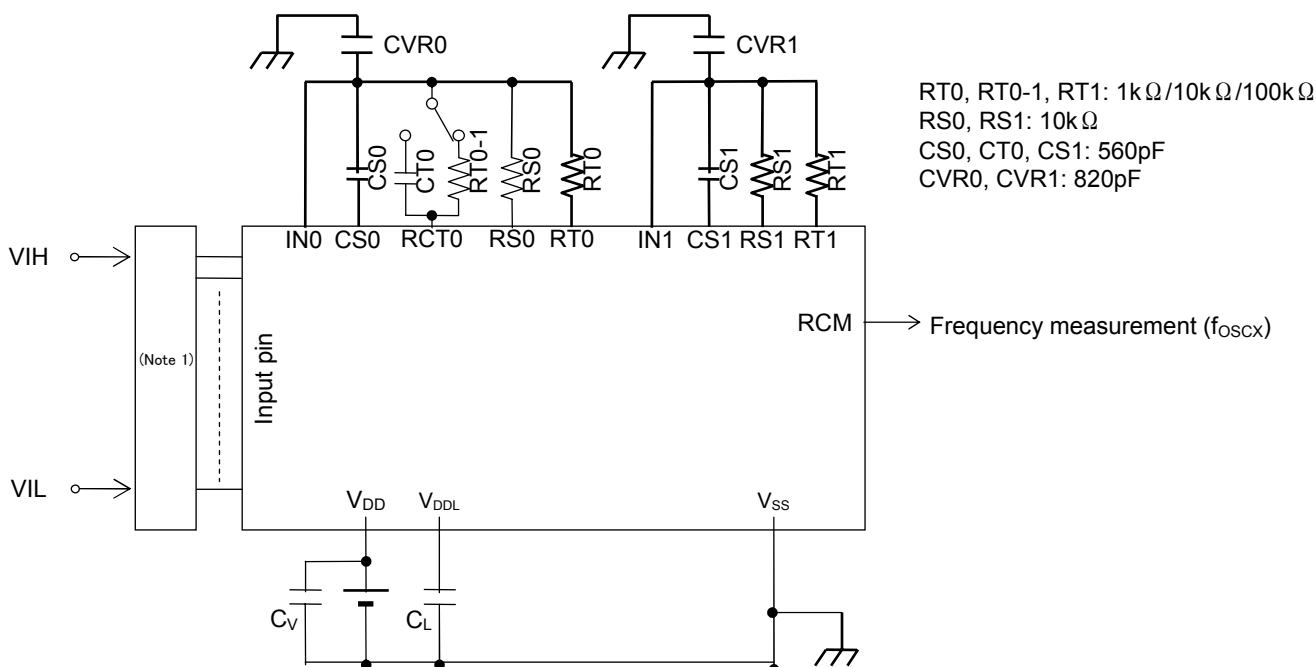 CVR0
CVR1
RT0, RT0-1, RT1: 1kΩ/10kΩ/100kΩ
RS0, RS1: 10kΩ
CS0, CT0, CS1: 560pF
CVR0, CVR1: 820pF
CS0
CT0
RT0-1
RS0
RT0
CS1
RS1
RT1
IN0 CS0 RCT0 RS0 RT0
IN1 CS1 RS1 RT1
VIH
(Note 1)
Input pin
RCM
Frequency measurement (fOSCX)
VIL
VDD
VDDL
VSS
CV
CL